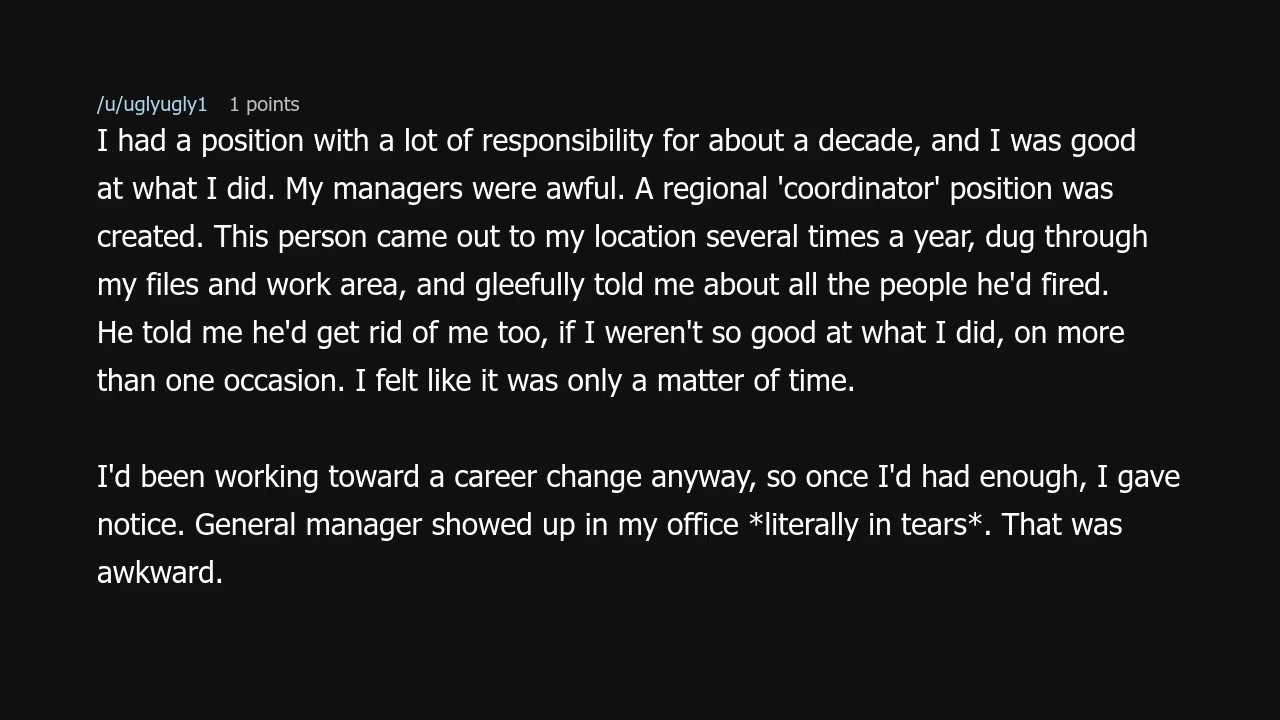 /u/uglyugly1 1 points
I had a position with a lot of responsibility for about a decade, and I was good
at what I did. My managers were awful. A regional 'coordinator' position was
created. This person came out to my location several times a year, dug through
my files and work area, and gleefully told me about all the people he'd fired.
He told me he'd get rid of me too, if I weren't so good at what I did, on more
than one occasion. I felt like it was only a matter of time.
I'd been working toward a career change anyway, so once I'd had enough, I gave
notice. General manager showed up in my office *literally in tears*. That was
awkward.